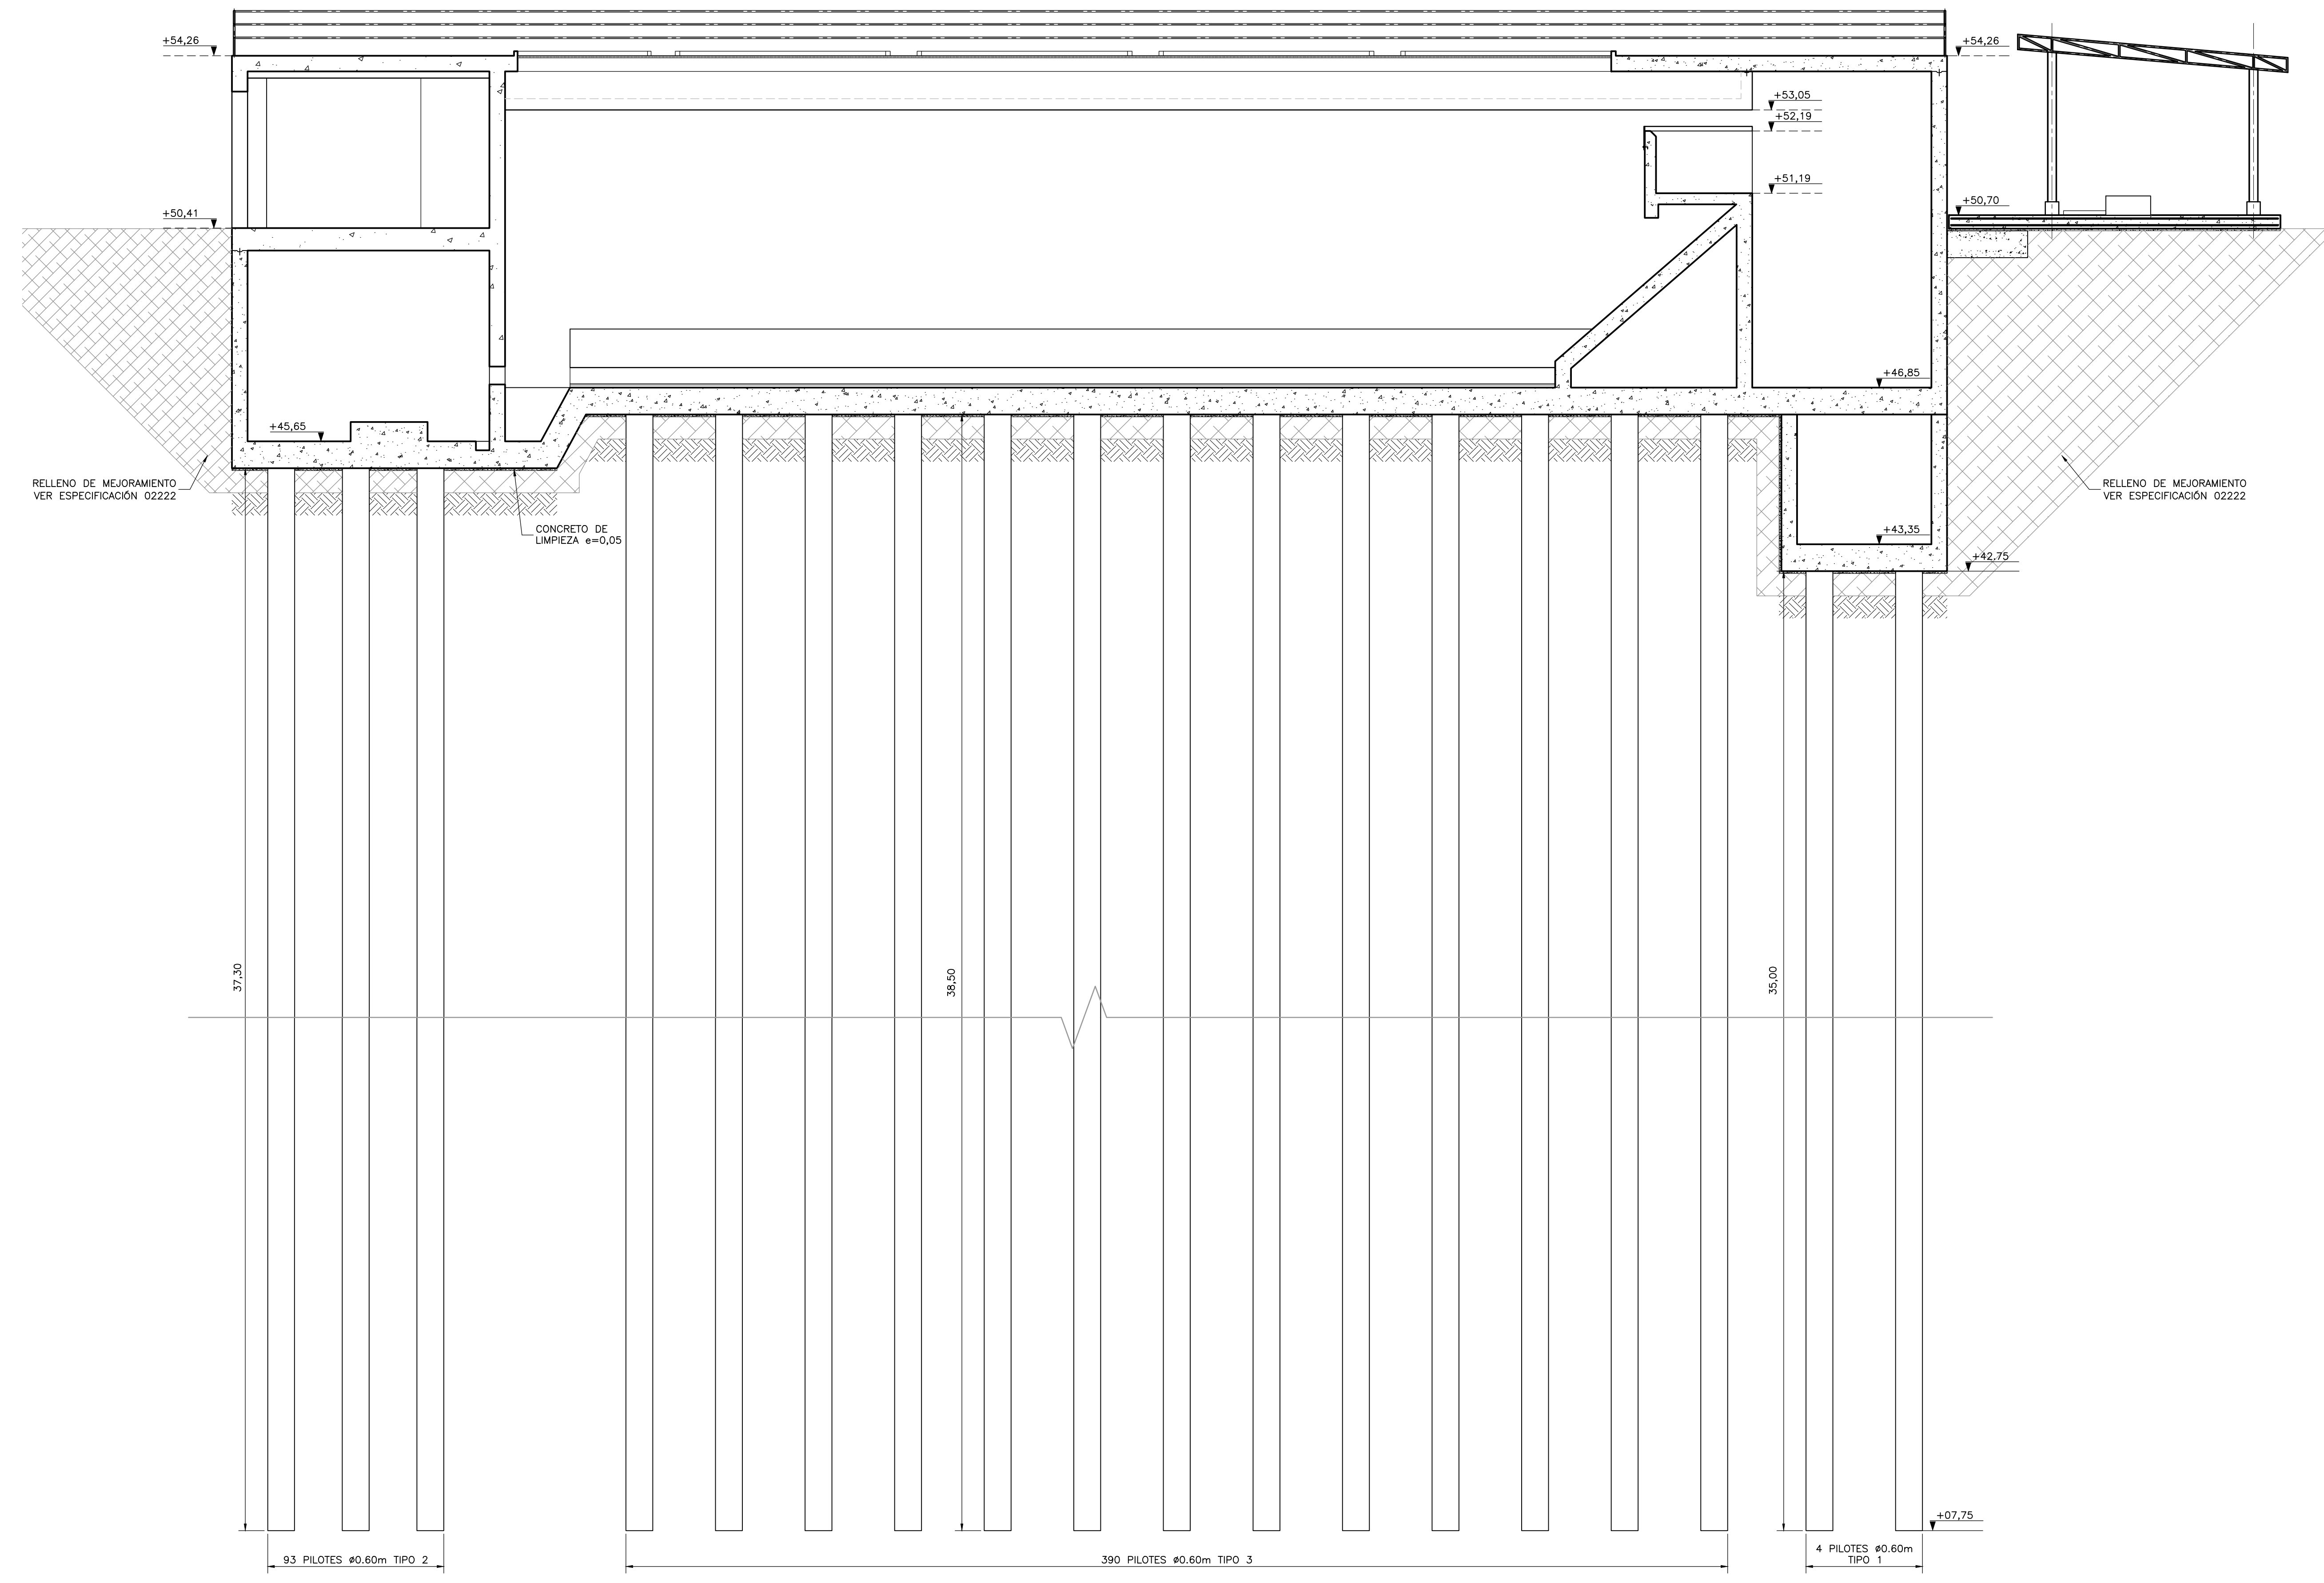 +54,26
+54,26
+53,05
+52,19
+51,19
+50,41
+50,70
+46,85
+45,65
RELLENO DE MEJORAMIENTO
VER ESPECIFICACIÓN 02222
RELLENO DE MEJORAMIENTO
VER ESPECIFICACIÓN 02222
CONCRETO DE
LIMPIEZA e=0,05
+43,35
+42.75
37,30
38,50
35,00
+07,75
93 PILOTES ø0.60m TIPO 2
390 PILOTES ø0.60m TIPO 3
4 PILOTES ø0.60m
TIPO 1